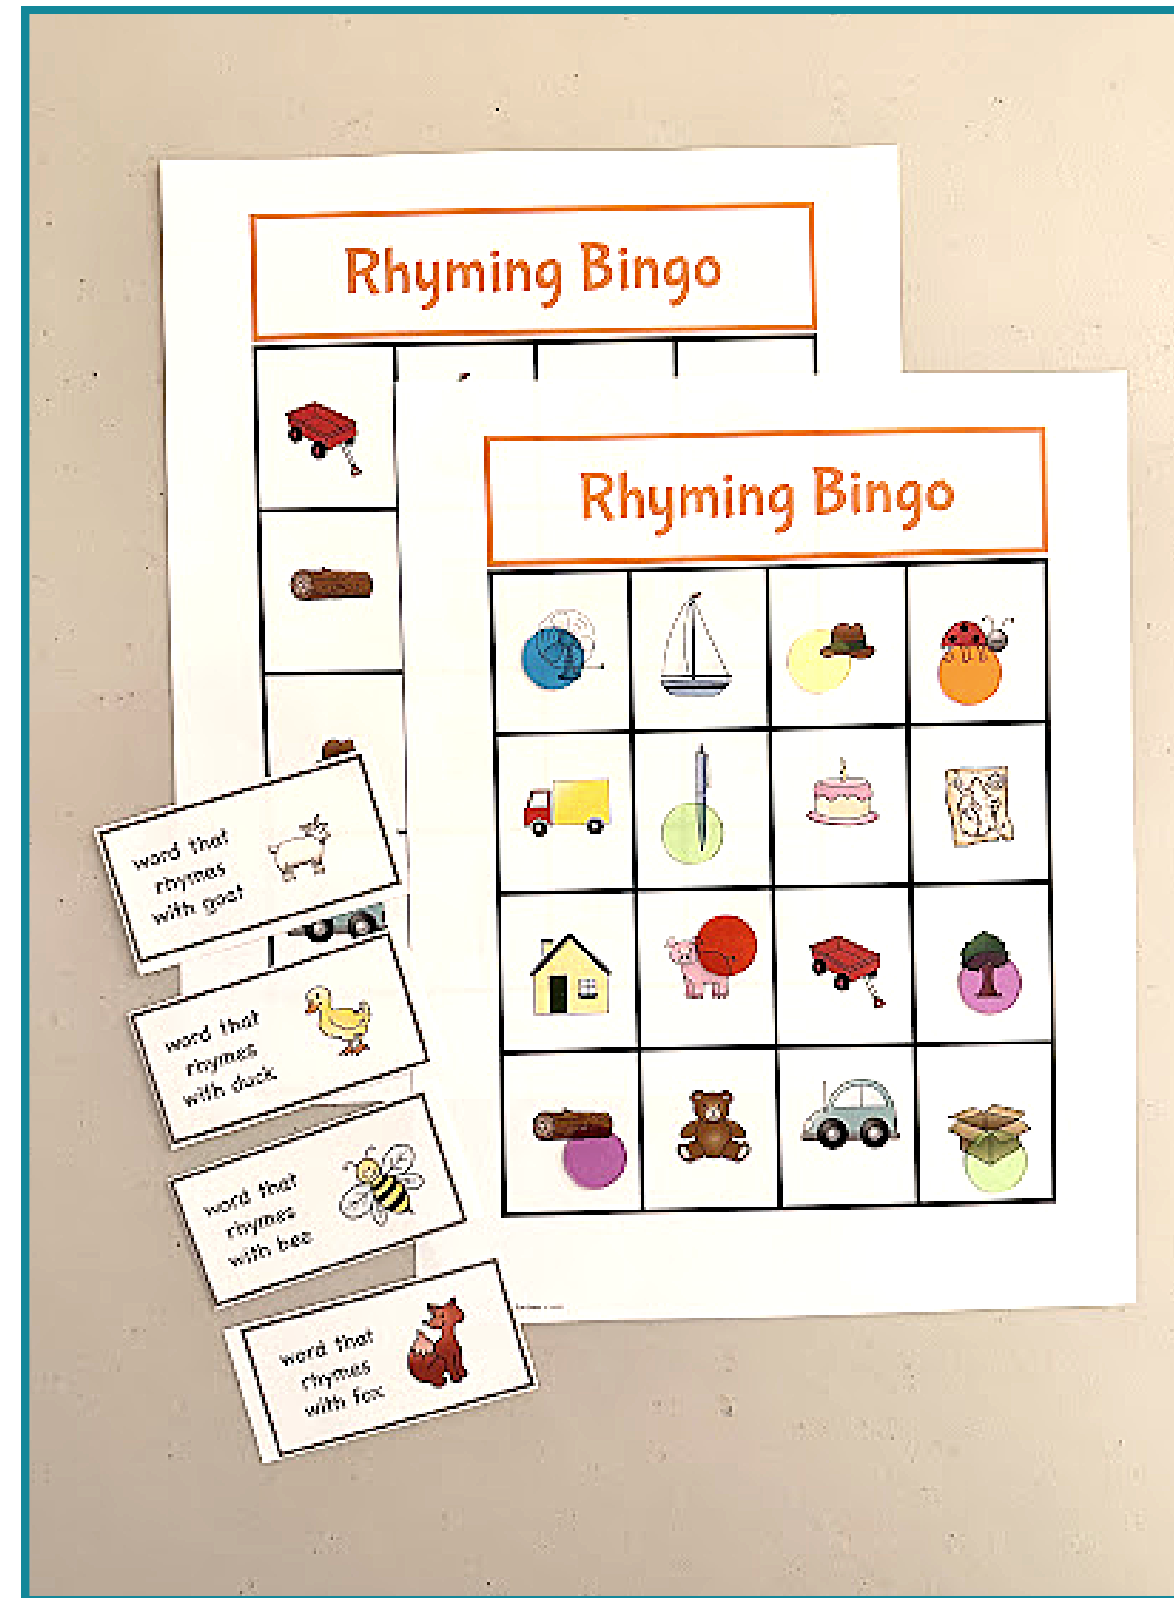 Rhyming Bingo
Rhyming Bingo
word that
rhymes
with goat
word that
rhymes
with duck
word that
rhymes
with bee
word that
rhymes
with fox